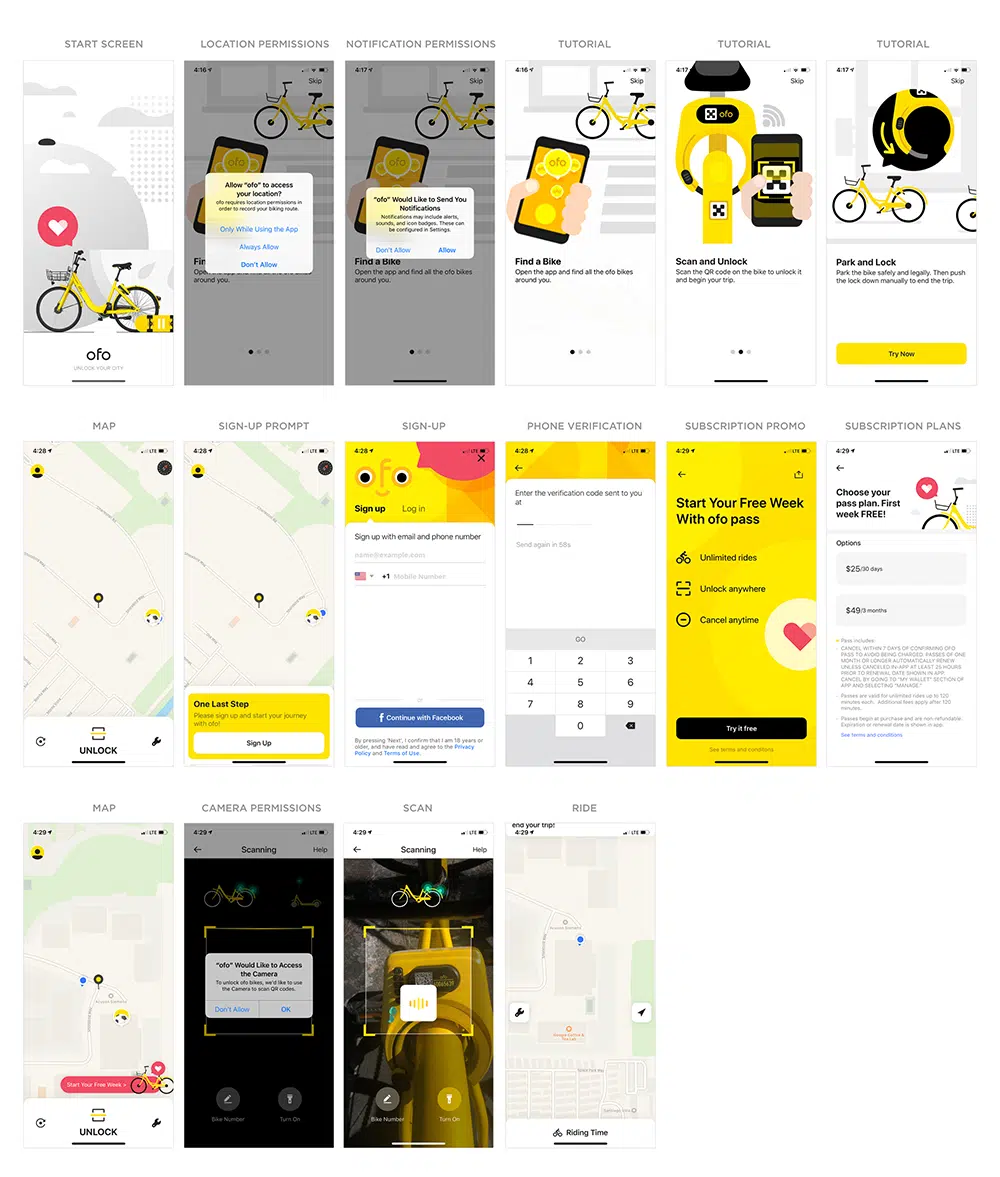 START SCREEN
LOCATION PERMISSIONS
NOTIFICATION PERMISSIONS
TUTORIAL
TUTORIAL
TUTORIAL
ofo
UNLOCK YOUR CITY
4:16
Skip
ofo
Allow “ofo” to access
your location?
ofo requires location permissions in
order to record your biking route.
Only While Using the App
Always Allow
Don't Allow
Find a Bike
Open the app and find all the ofo bikes
around you.
4:17
Skip
ofo
“ofo” Would Like to Send You
Notifications
Notifications may include alerts,
sounds, and icon badges. These can
be configured in Settings.
Don't Allow
Allow
Find a Bike
Open the app and find all the ofo bikes
around you.
4:16
Skip
ofo
Find a Bike
Open the app and find all the ofo bikes
around you.
4:17
Skip
ofo
Scan and Unlock
Scan the QR code on the bike to unlock it
and begin your trip.
4:17
Skip
Park and Lock
Park the bike safely and legally. Then push
the lock down manually to end the trip.
Try Now
MAP
SIGN-UP PROMPT
SIGN-UP
PHONE VERIFICATION
SUBSCRIPTION PROMO
SUBSCRIPTION PLANS
4:28
LTE
UNLOCK
4:28
LTE
One Last Step
Please sign up and start your journey
with ofo!
Sign Up
4:28
LTE
Sign up
Log in
Sign up with email and phone number
name@example.com
+1 Mobile Number
or
Continue with Facebook
By pressing 'Next', I confirm that I am 18 years or
older, and have read and agree to the Privacy
Policy and Terms of Use.
4:28
LTE
Enter the verification code sent to you
at
Send again in 58s
GO
1 2 3
4 5 6
7 8 9
0
4:29
LTE
Start Your Free Week
With ofo pass
Unlimited rides
Unlock anywhere
Cancel anytime
Try it free
See terms and conditions
4:29
LTE
Choose your
pass plan. First
week FREE!
Options
$25/30 days
$49/3 months
Pass includes:
- CANCEL WITHIN 7 DAYS OF CONFIRMING OFO
PASS TO AVOID BEING CHARGED. PASSES OF ONE
MONTH OR LONGER AUTOMATICALLY RENEW
UNLESS CANCELED IN-APP AT LEAST 25 HOURS
PRIOR TO RENEWAL DATE SHOWN IN APP.
CANCEL BY GOING TO "MY WALLET" SECTION OF
APP AND SELECTING "MANAGE."
- Passes are valid for unlimited rides up to 120
minutes each. Additional fees apply after 120
minutes.
- Passes begin at purchase and are non-refundable.
Expiration or renewal date is shown in app.
See terms and conditions
MAP
CAMERA PERMISSIONS
SCAN
RIDE
4:29
LTE
Start Your Free Week >
UNLOCK
4:29
LTE
Scanning
Help
“ofo” Would Like to Access
the Camera
To unlock ofo bikes, we'd like to use
the Camera to scan QR codes.
Don't Allow
OK
Bike Number
Turn On
4:29
LTE
Scanning
Help
ofo
Bike Number
Turn On
end your trip!
4:29
LTE
Riding Time